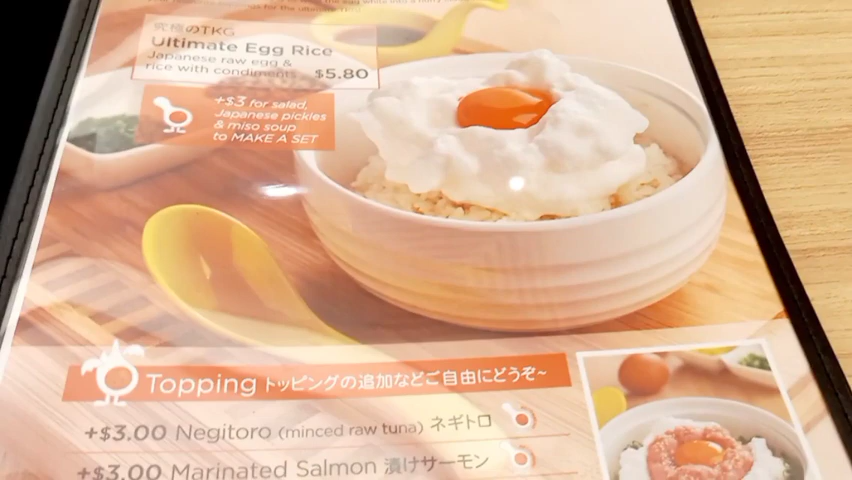 究極のTKG
Ultimate Egg Rice
Japanese raw egg &
rice with condiments $5.80
+$3 for salad,
Japanese pickles
& miso soup
to MAKE A SET
Topping トッピングの追加などご自由にどうぞ~
+$3.00 Negitoro (minced raw tuna) ネギトロ
+$3.00 Marinated Salmon 漬けサーモン